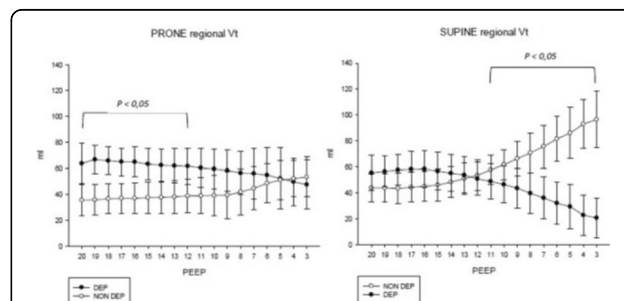 PRONE regional Vt
P < 0,05
ml
140
120
100
80
60
40
20
0
20 19 18 17 16 15 14 13 12 11 10 9 8 7 6 5 4 3
PEEP
DEP
NON DEP
SUPINE regional Vt
P < 0,05
ml
140
120
100
80
60
40
20
0
20 19 18 17 16 15 14 13 12 11 10 9 8 7 6 5 4 3
PEEP
NON DEP
DEP